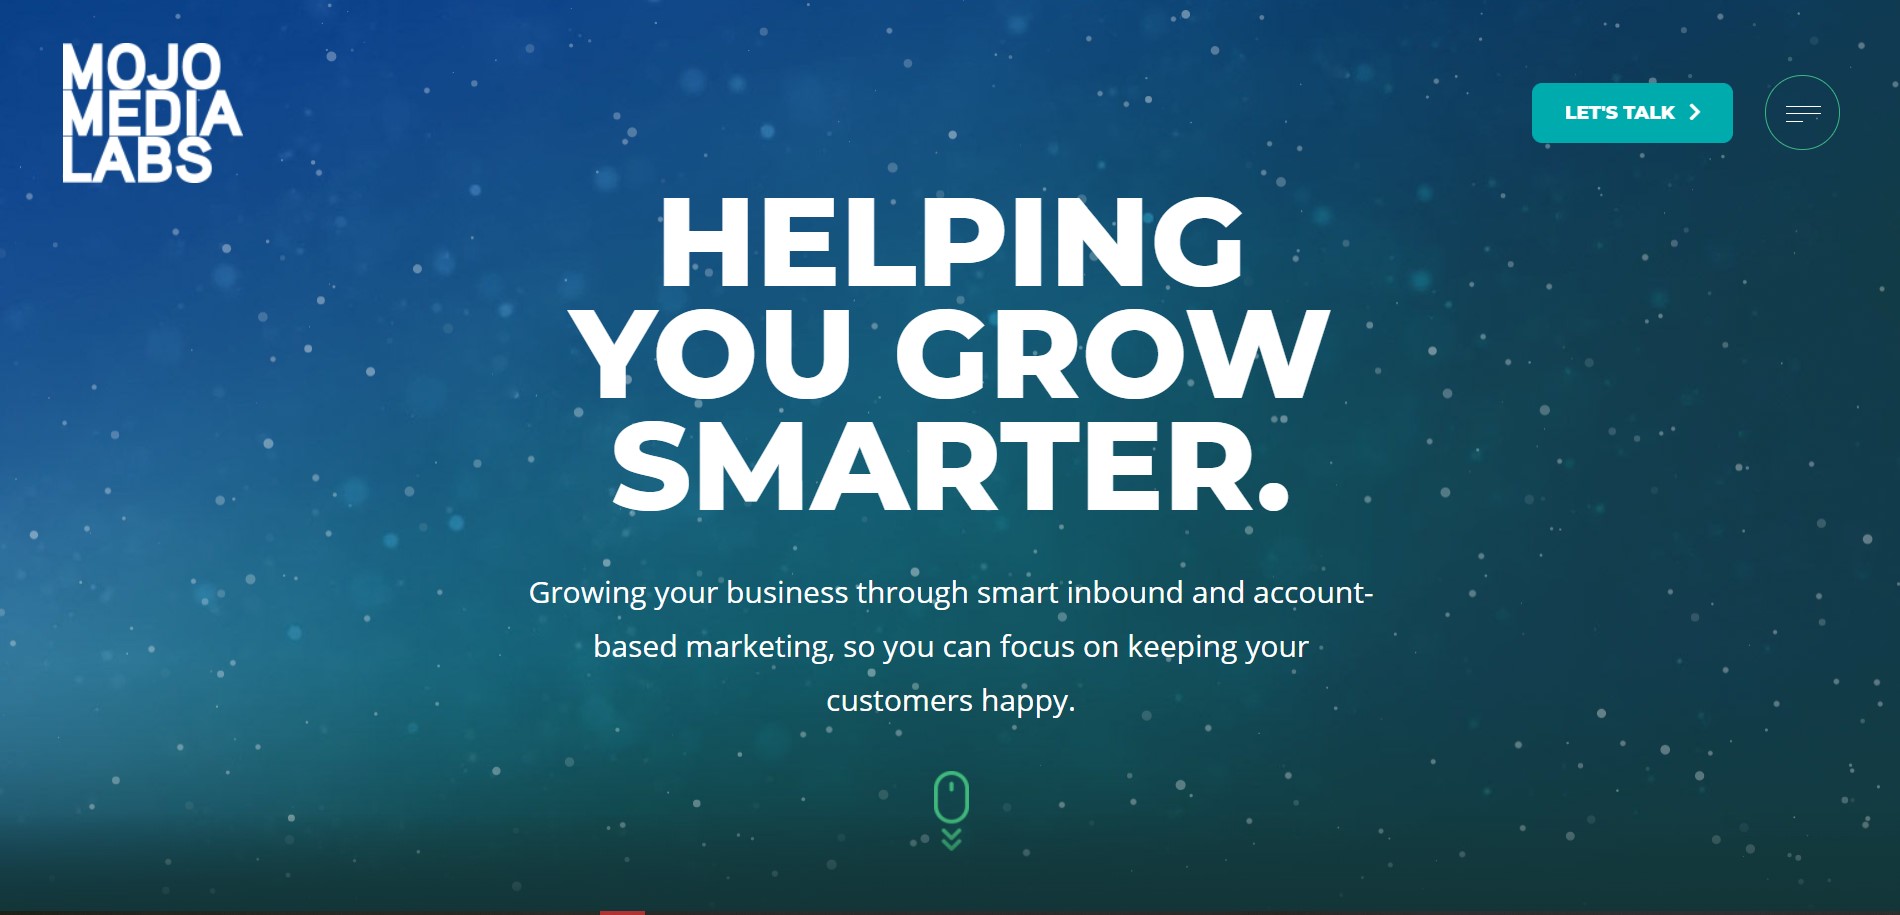 MOJO
MEDIA
LABS
LET'S TALK
HELPING
YOU GROW
SMARTER.
Growing your business through smart inbound and account-
based marketing, so you can focus on keeping your
customers happy.